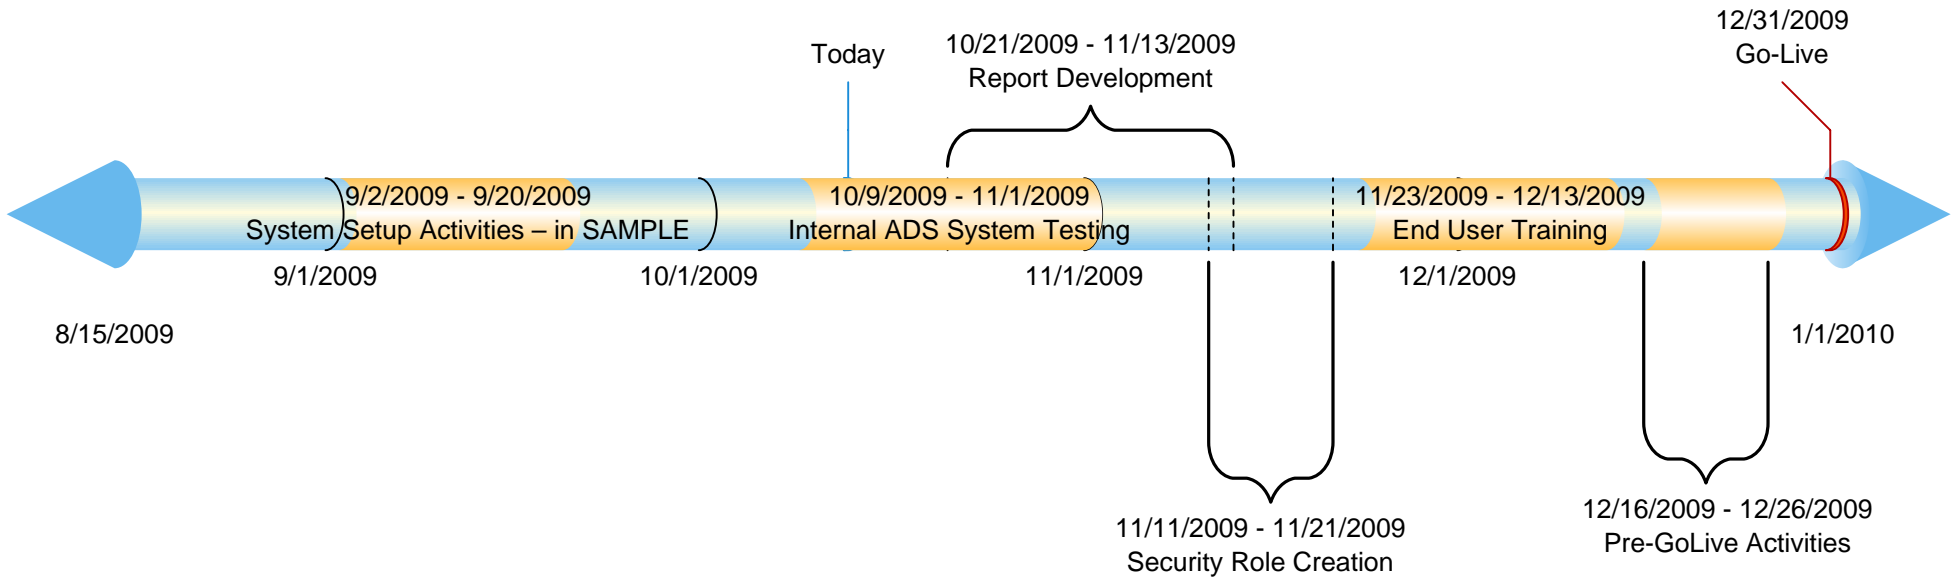 12/31/2009
Go-Live
Today
10/21/2009 - 11/13/2009
Report Development
9/2/2009 - 9/20/2009
System Setup Activities – in SAMPLE
10/9/2009 - 11/1/2009
Internal ADS System Testing
11/23/2009 - 12/13/2009
End User Training
9/1/2009
10/1/2009
11/1/2009
12/1/2009
8/15/2009
1/1/2010
11/11/2009 - 11/21/2009
Security Role Creation
12/16/2009 - 12/26/2009
Pre-GoLive Activities